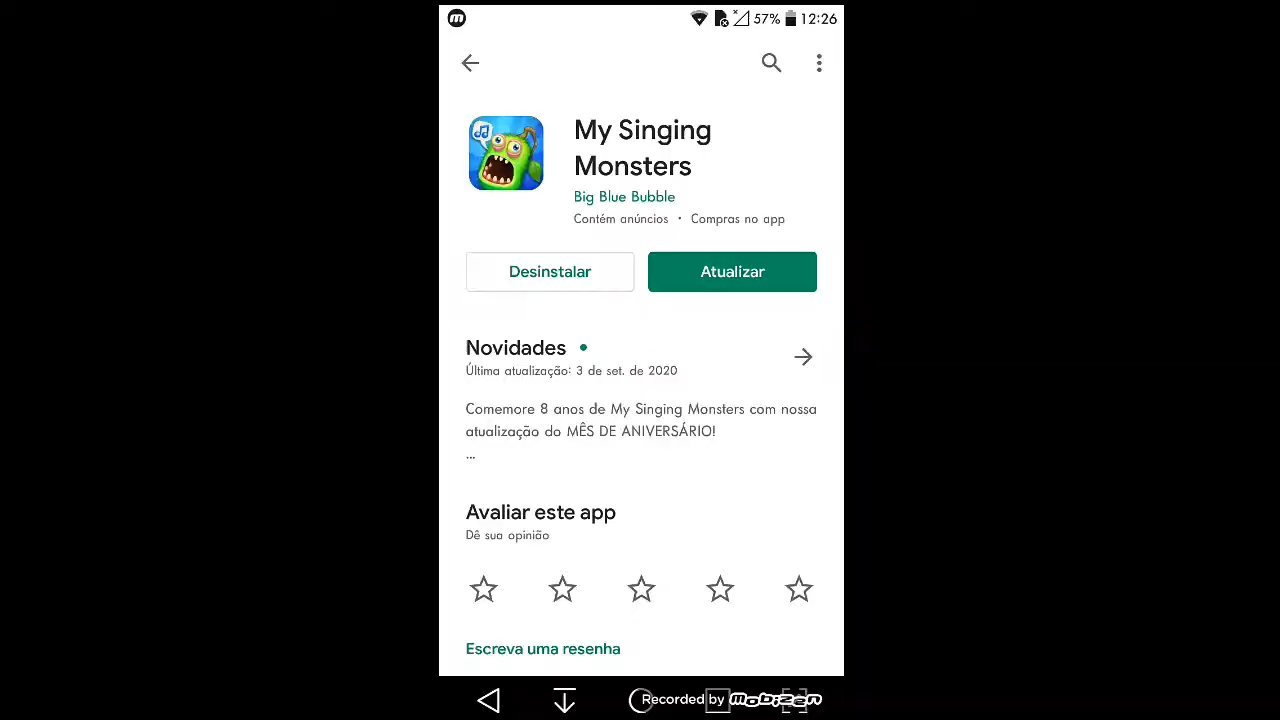 57% 12:26
My Singing
Monsters
Big Blue Bubble
Contém anúncios • Compras no app
Desinstalar
Atualizar
Novidades •
Última atualização: 3 de set. de 2020
Comemore 8 anos de My Singing Monsters com nossa
atualização do MÊS DE ANIVERSÁRIO!
...
Avaliar este app
Dê sua opinião
Escreva uma resenha
Recorded by mobizen